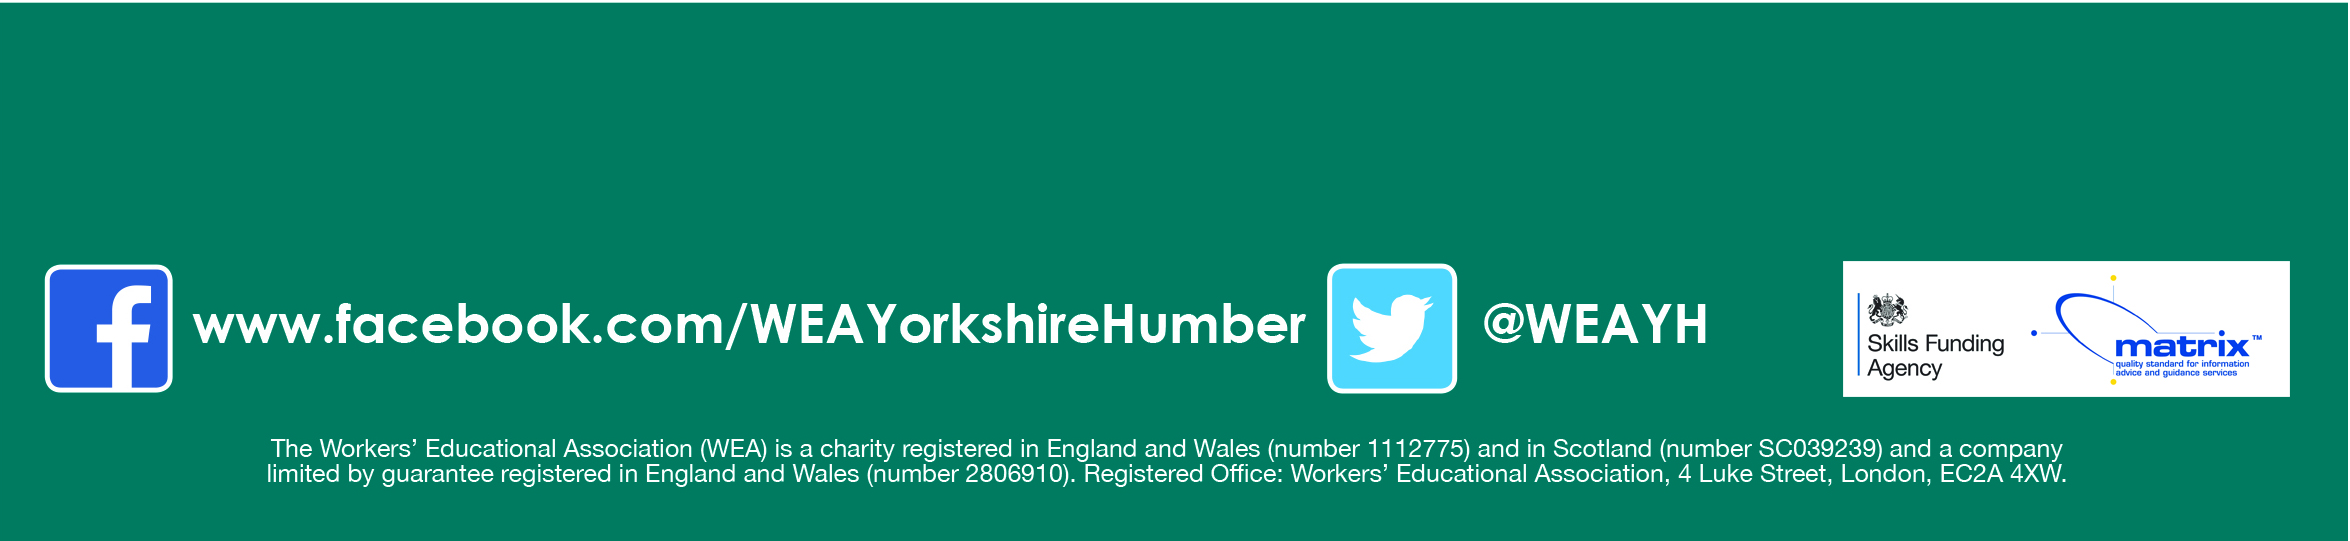 www.facebook.com/WEAYorkshireHumber
@WEAYH
Skills Funding
Agency
matrix™
quality standard for information
advice and guidance services
The Workers’ Educational Association (WEA) is a charity registered in England and Wales (number 1112775) and in Scotland (number SC039239) and a company
limited by guarantee registered in England and Wales (number 2806910). Registered Office: Workers’ Educational Association, 4 Luke Street, London, EC2A 4XW.